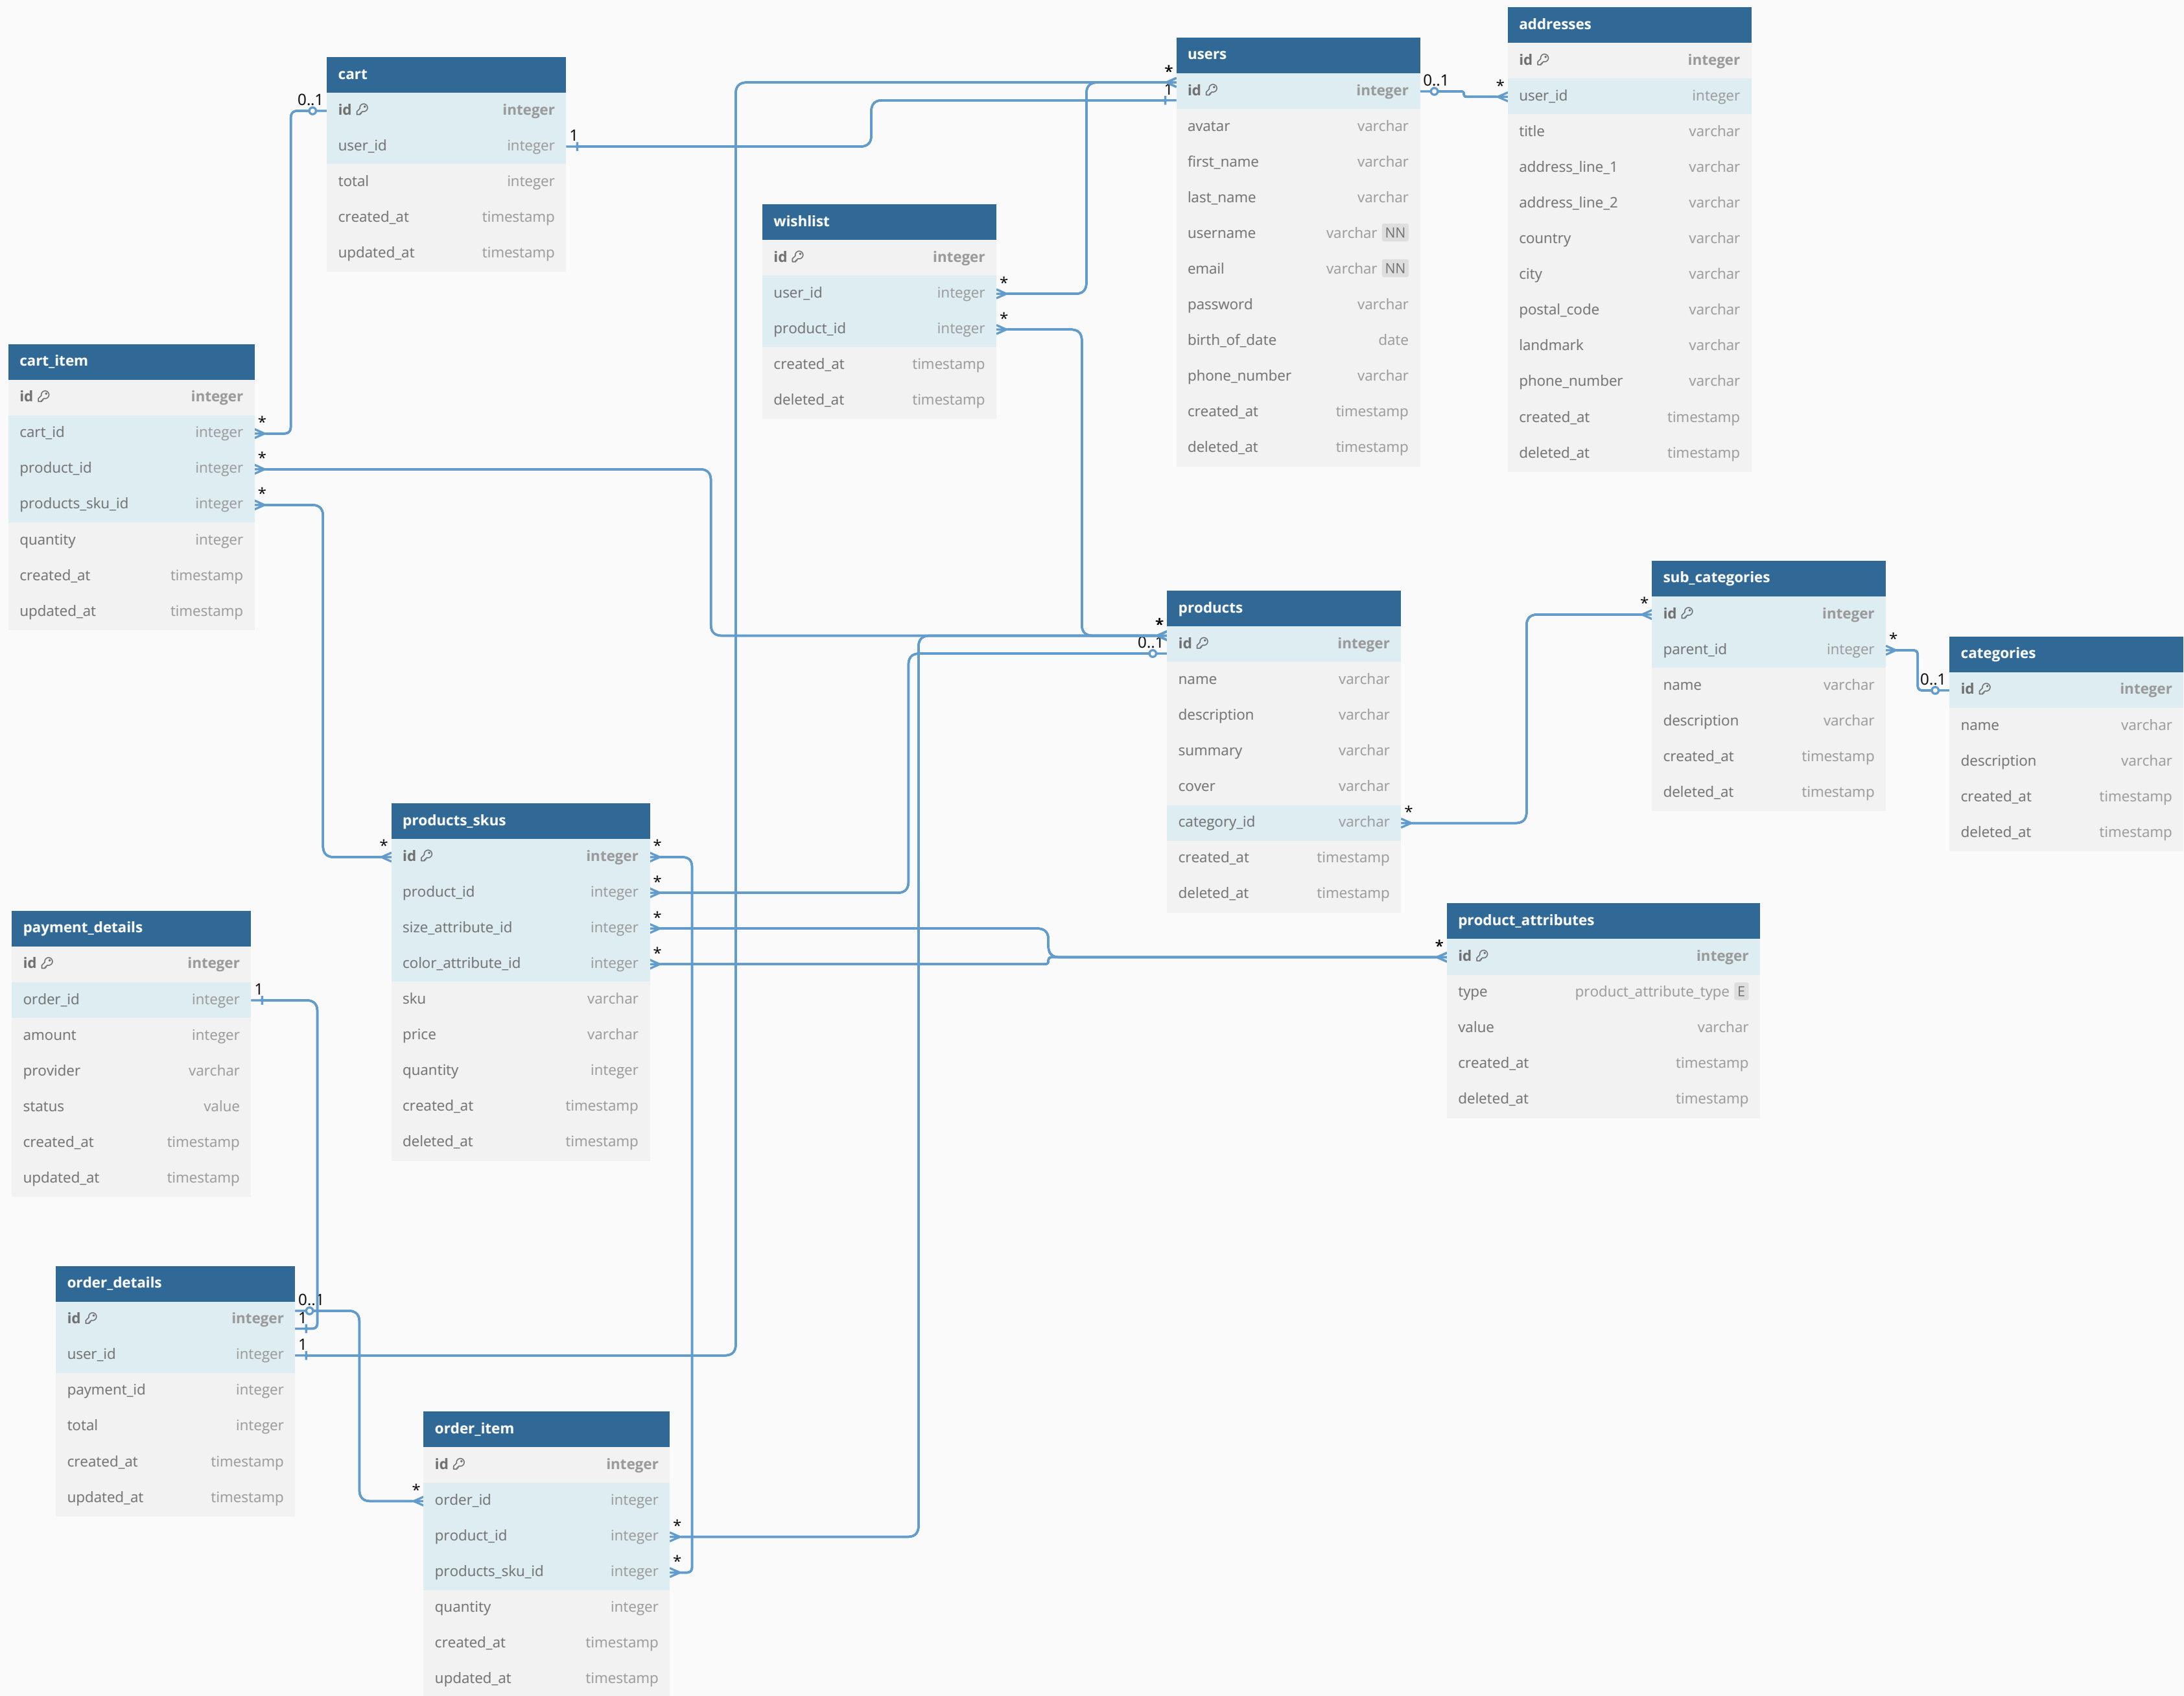 addresses
id integer
user_id integer
title varchar
address_line_1 varchar
address_line_2 varchar
country varchar
city varchar
postal_code varchar
landmark varchar
phone_number varchar
created_at timestamp
deleted_at timestamp
*
users
id integer
avatar varchar
first_name varchar
last_name varchar
username varchar NN
email varchar NN
password varchar
birth_of_date date
phone_number varchar
created_at timestamp
deleted_at timestamp
*
1
0..1
cart
id integer
user_id integer
total integer
created_at timestamp
updated_at timestamp
0..1
1
wishlist
id integer
user_id integer
product_id integer
created_at timestamp
deleted_at timestamp
*
*
cart_item
id integer
cart_id integer
product_id integer
products_sku_id integer
quantity integer
created_at timestamp
updated_at timestamp
*
*
*
products
id integer
name varchar
description varchar
summary varchar
cover varchar
category_id varchar
created_at timestamp
deleted_at timestamp
*
0..1
*
sub_categories
id integer
parent_id integer
name varchar
description varchar
created_at timestamp
deleted_at timestamp
*
*
categories
id integer
name varchar
description varchar
created_at timestamp
deleted_at timestamp
0..1
products_skus
id integer
product_id integer
size_attribute_id integer
color_attribute_id integer
sku varchar
price varchar
quantity integer
created_at timestamp
deleted_at timestamp
*
*
*
*
*
product_attributes
id integer
type product_attribute_type E
value varchar
created_at timestamp
deleted_at timestamp
*
payment_details
id integer
order_id integer
amount integer
provider varchar
status value
created_at timestamp
updated_at timestamp
1
order_details
id integer
user_id integer
payment_id integer
total integer
created_at timestamp
updated_at timestamp
0..1
1
1
order_item
id integer
order_id integer
product_id integer
products_sku_id integer
quantity integer
created_at timestamp
updated_at timestamp
*
*
*